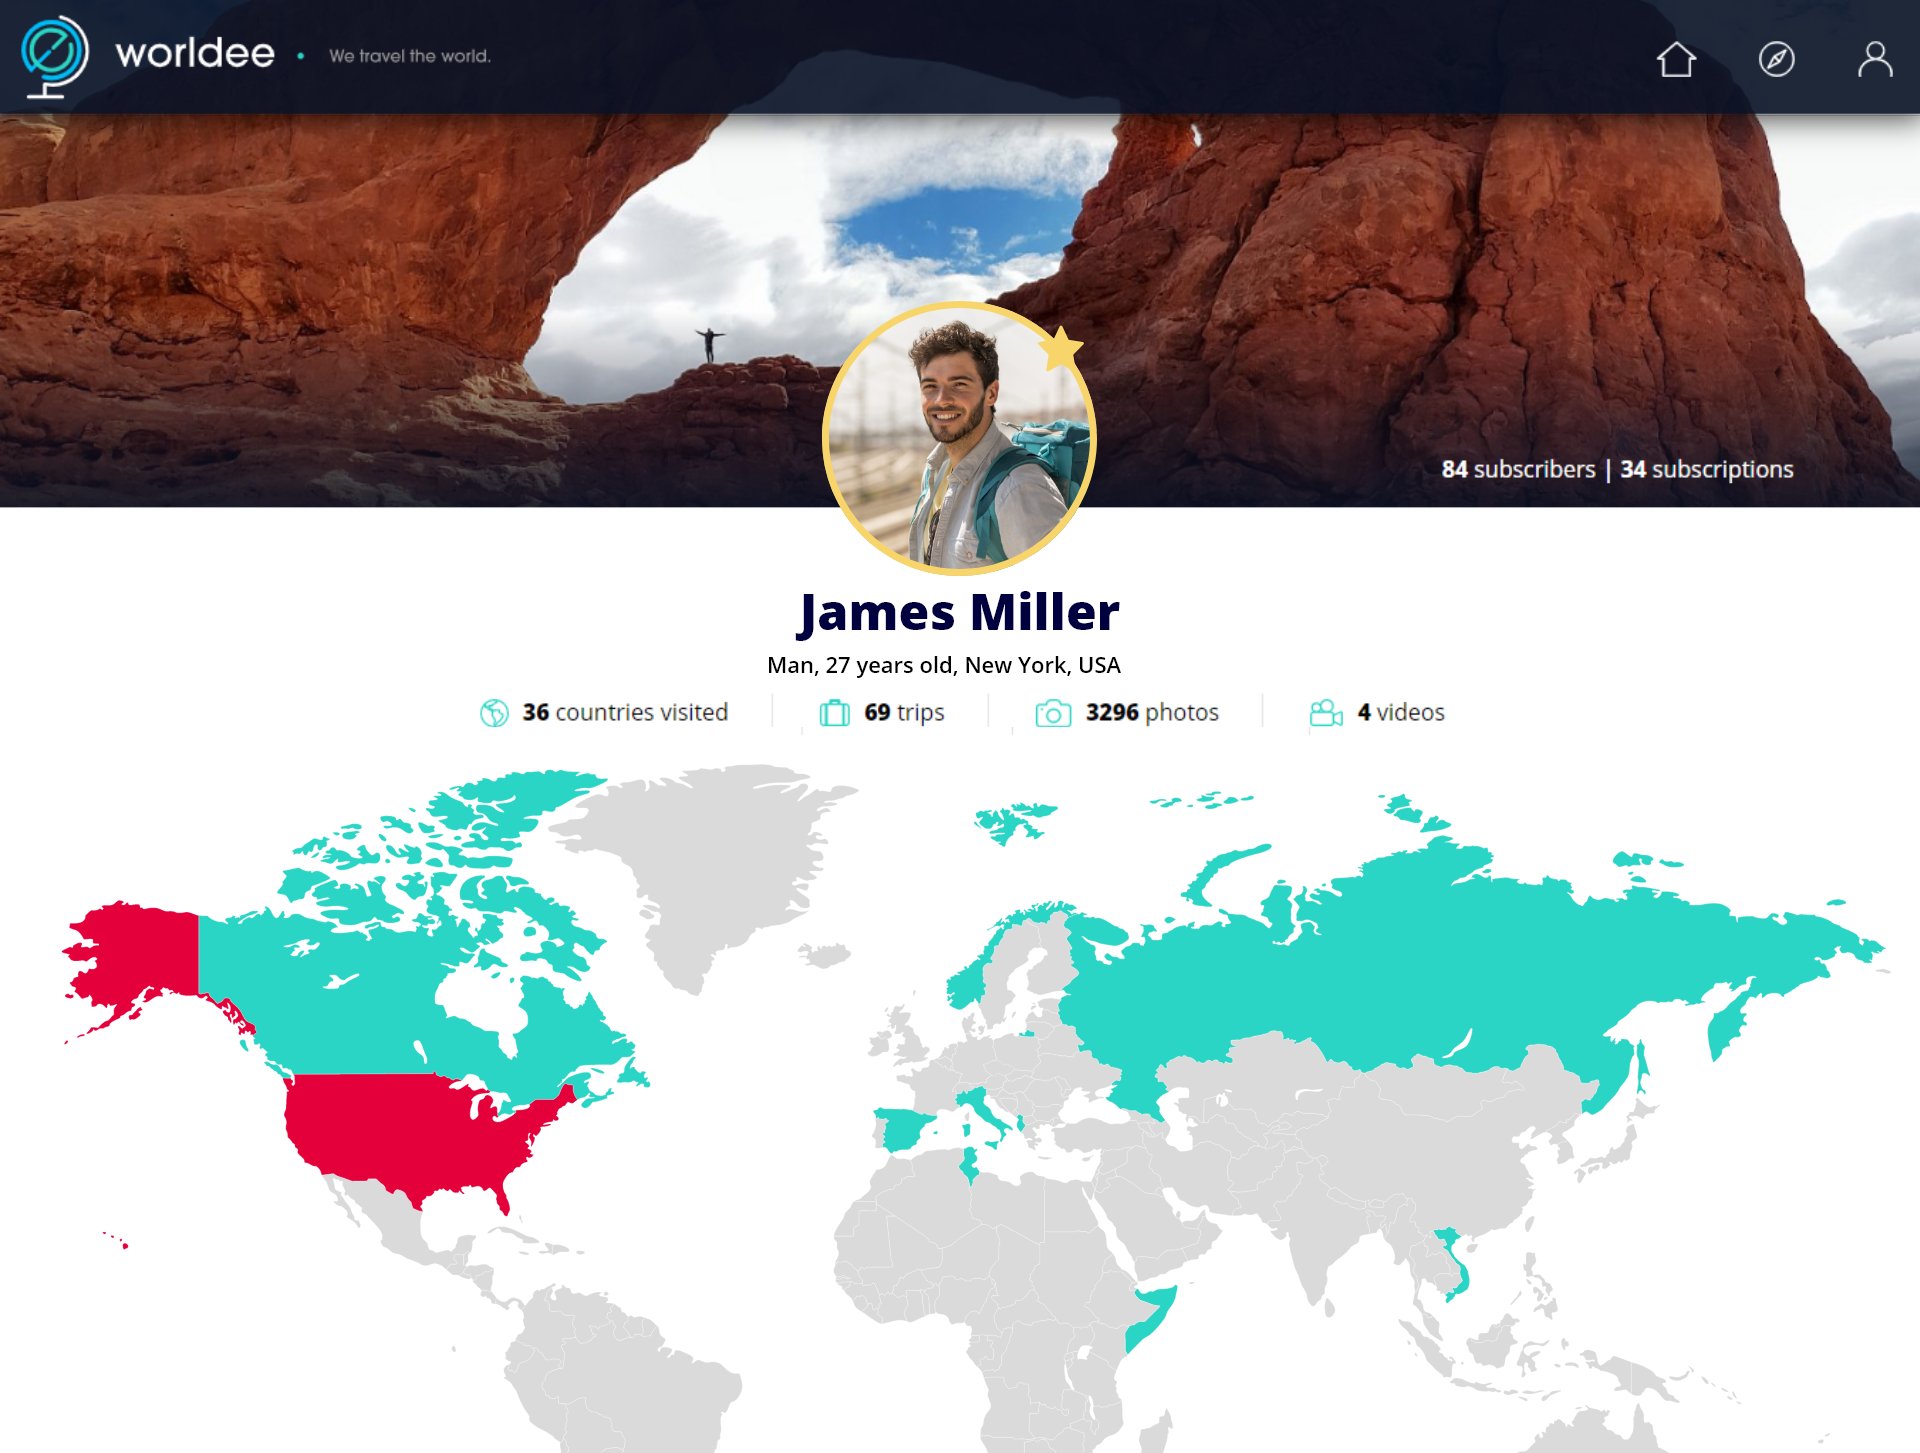 worldee • We travel the world.
84 subscribers | 34 subscriptions
James Miller
Man, 27 years old, New York, USA
36 countries visited
69 trips
3296 photos
4 videos